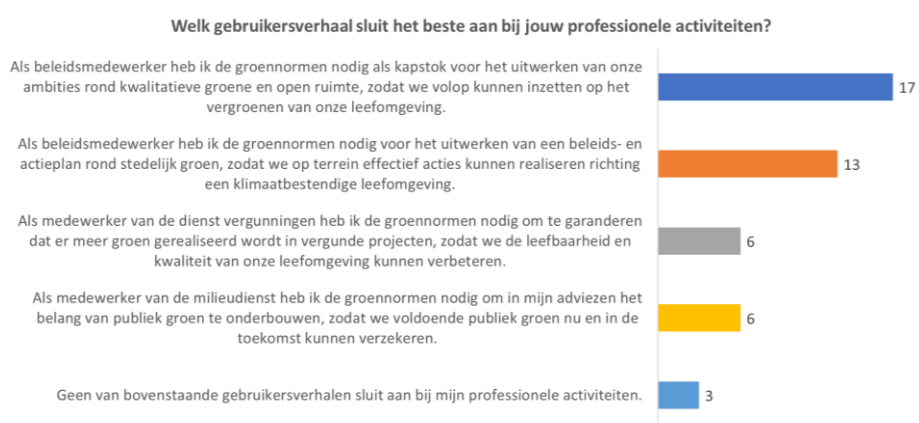 Welk gebruikersverhaal sluit het beste aan bij jouw professionele activiteiten?
Als beleidsmedewerker heb ik de groennormen nodig als kapstok voor het uitwerken van onze
ambities rond kwalitatieve groene en open ruimte, zodat we volop kunnen inzetten op het
vergroenen van onze leefomgeving.
17
Als beleidsmedewerker heb ik de groennormen nodig voor het uitwerken van een beleids- en
actieplan rond stedelijk groen, zodat we op terrein effectief acties kunnen realiseren richting
een klimaatbestendige leefomgeving.
13
Als medewerker van de dienst vergunningen heb ik de groennormen nodig om te garanderen
dat er meer groen gerealiseerd wordt in vergunde projecten, zodat we de leefbaarheid en
kwaliteit van onze leefomgeving kunnen verbeteren.
6
Als medewerker van de milieudienst heb ik de groennormen nodig om in mijn adviezen het
belang van publiek groen te onderbouwen, zodat we voldoende publiek groen nu en in de
toekomst kunnen verzekeren.
6
Geen van bovenstaande gebruikersverhalen sluit aan bij mijn professionele activiteiten.
3